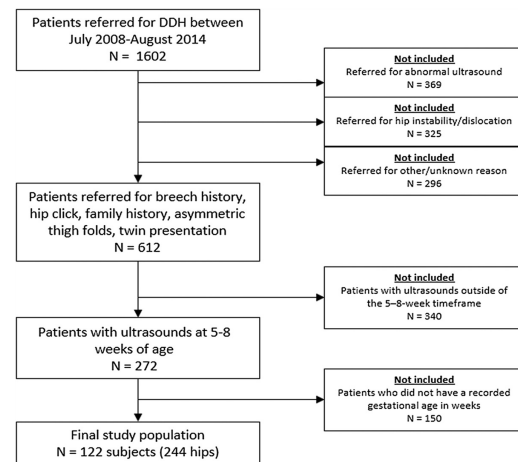 Patients referred for DDH between
July 2008-August 2014
N =  1602
Not included
Referred for abnormal ultrasound
N = 369
Not included
Referred for hip instability/dislocation
N = 325
Not included
Referred for other/unknown reason
N = 296
Patients referred for breech history,
hip click, family history, asymmetric
thigh folds, twin presentation
N = 612
Not included
Patients with ultrasounds outside of
the 5–8-week timeframe
N = 340
Patients with ultrasounds at 5-8
weeks of age
N = 272
Not included
Patients who did not have a recorded
gestational age in weeks
N = 150
Final study population
N = 122 subjects (244 hips)